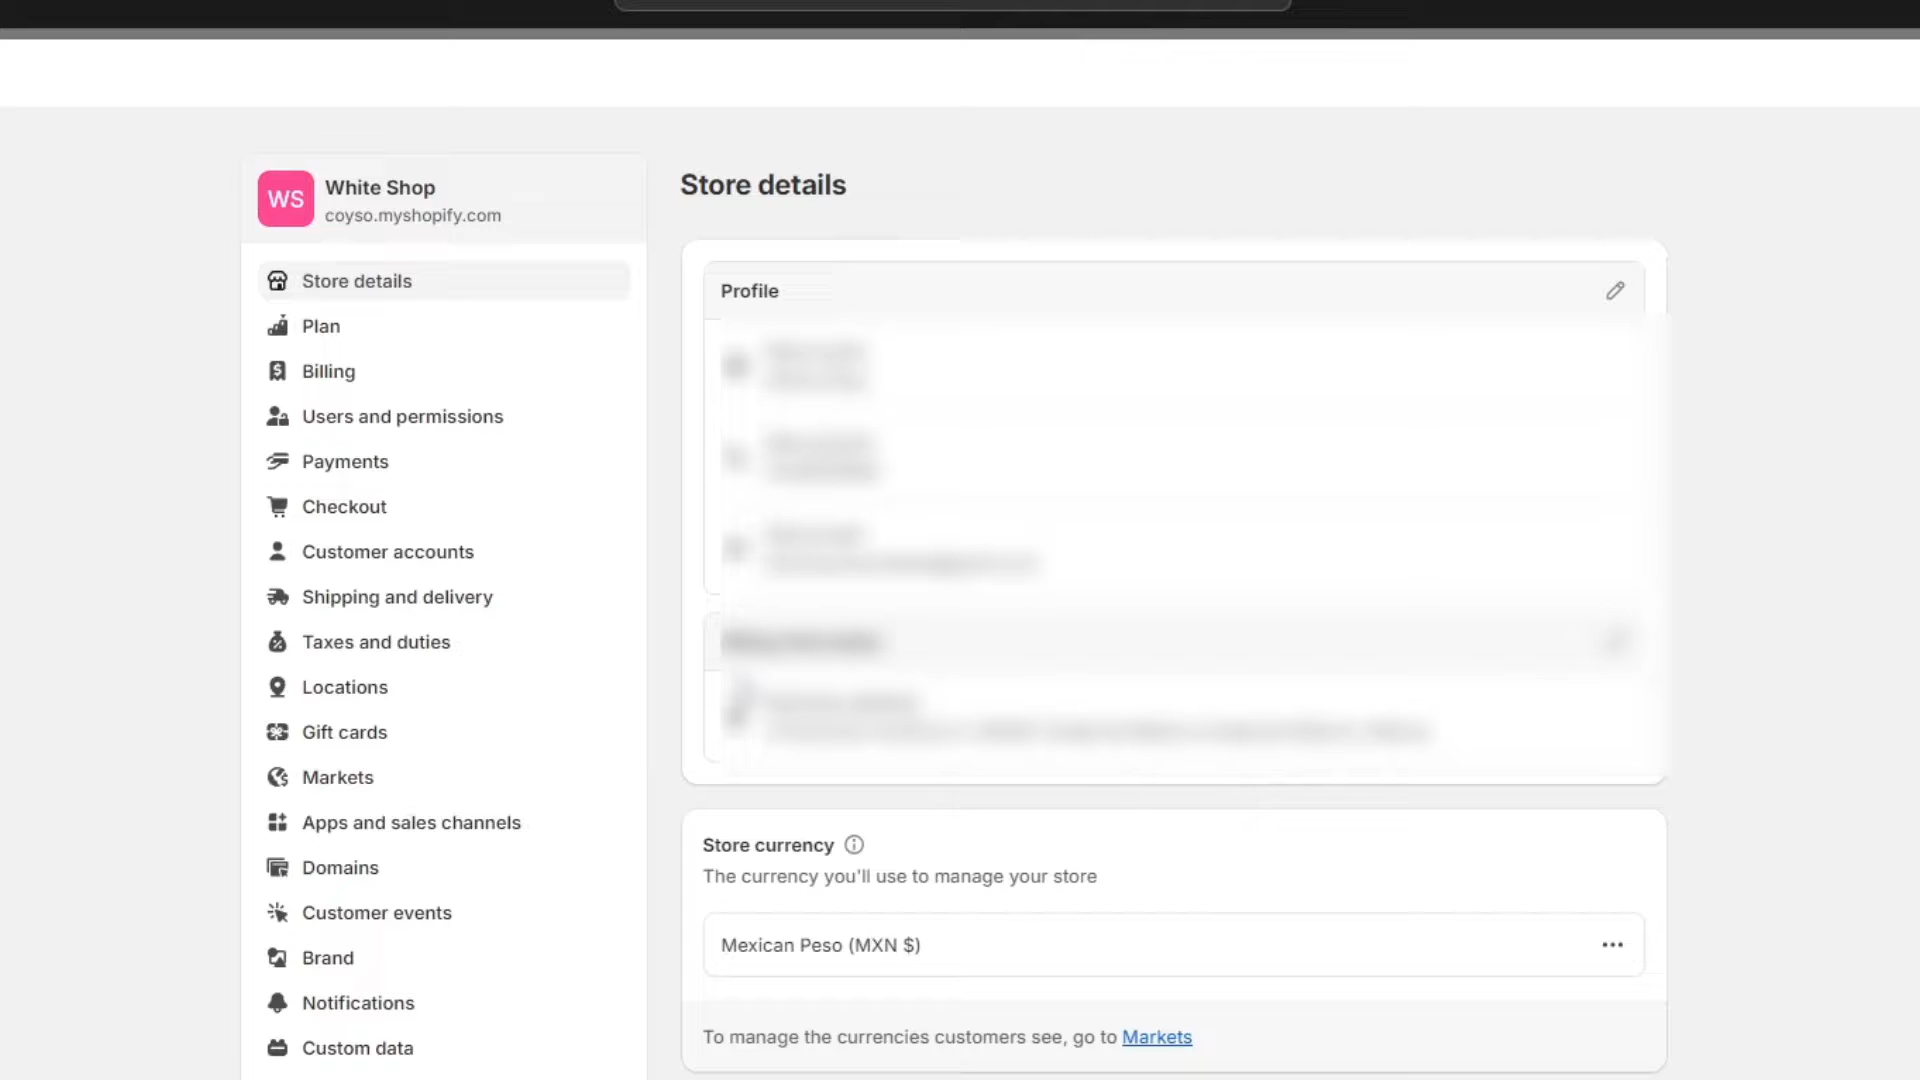 WS
White Shop
coyso.myshopify.com
Store details
Plan
Billing
Users and permissions
Payments
Checkout
Customer accounts
Shipping and delivery
Taxes and duties
Locations
Gift cards
Markets
Apps and sales channels
Domains
Customer events
Brand
Notifications
Custom data
Store details
Profile
Store currency
The currency you'll use to manage your store
Mexican Peso (MXN $)
To manage the currencies customers see, go to Markets